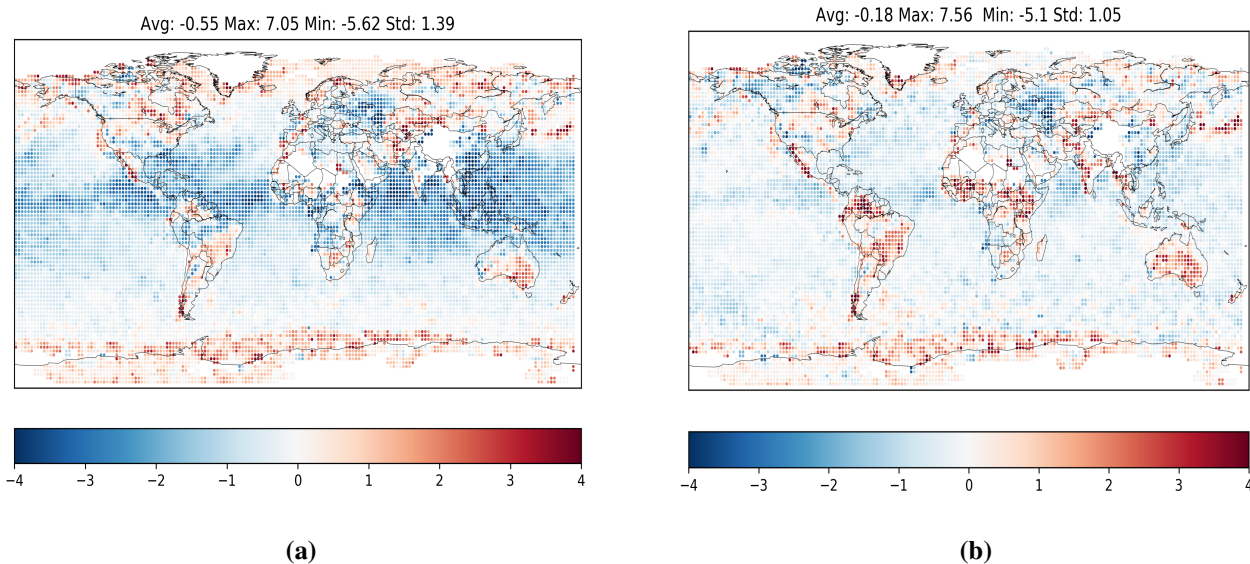 Avg: -0.55 Max: 7.05 Min: -5.62 Std: 1.39
−4 −3 −2 −1 0 1 2 3 4
(a)
Avg: -0.18 Max: 7.56 Min: -5.1 Std: 1.05
−4 −3 −2 −1 0 1 2 3 4
(b)